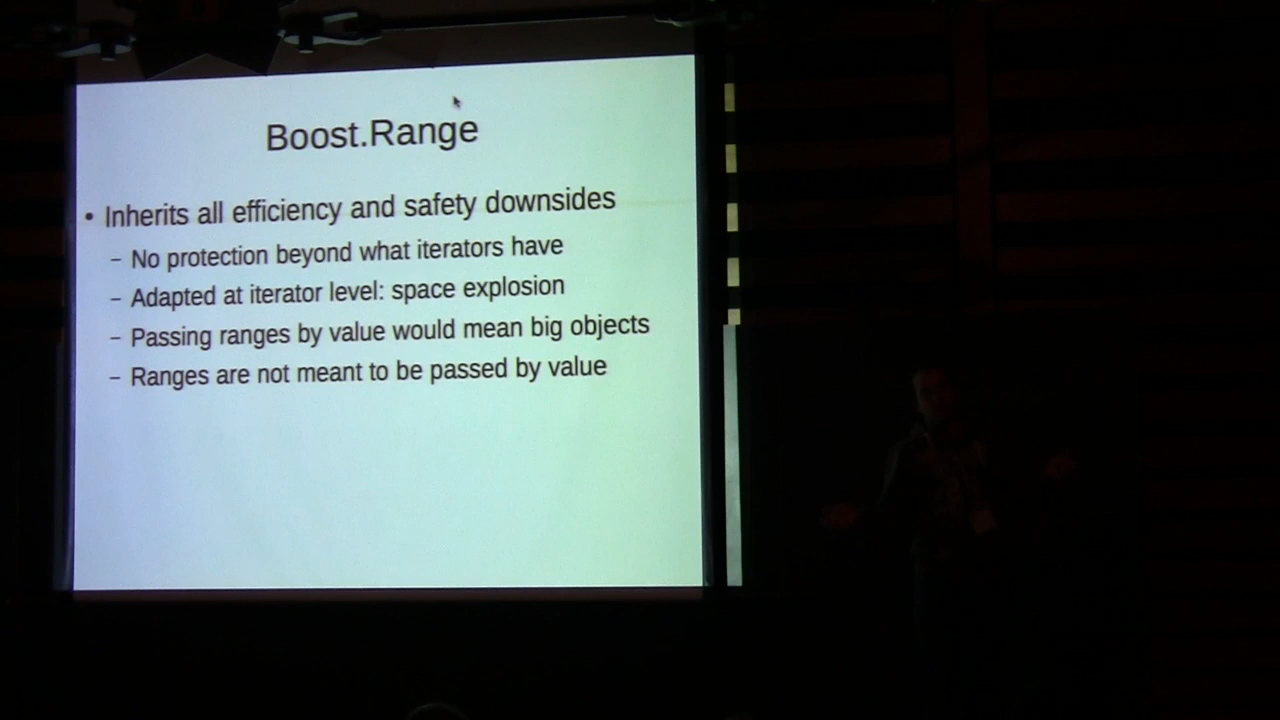 Boost.Range
• Inherits all efficiency and safety downsides
– No protection beyond what iterators have
– Adapted at iterator level: space explosion
– Passing ranges by value would mean big objects
– Ranges are not meant to be passed by value